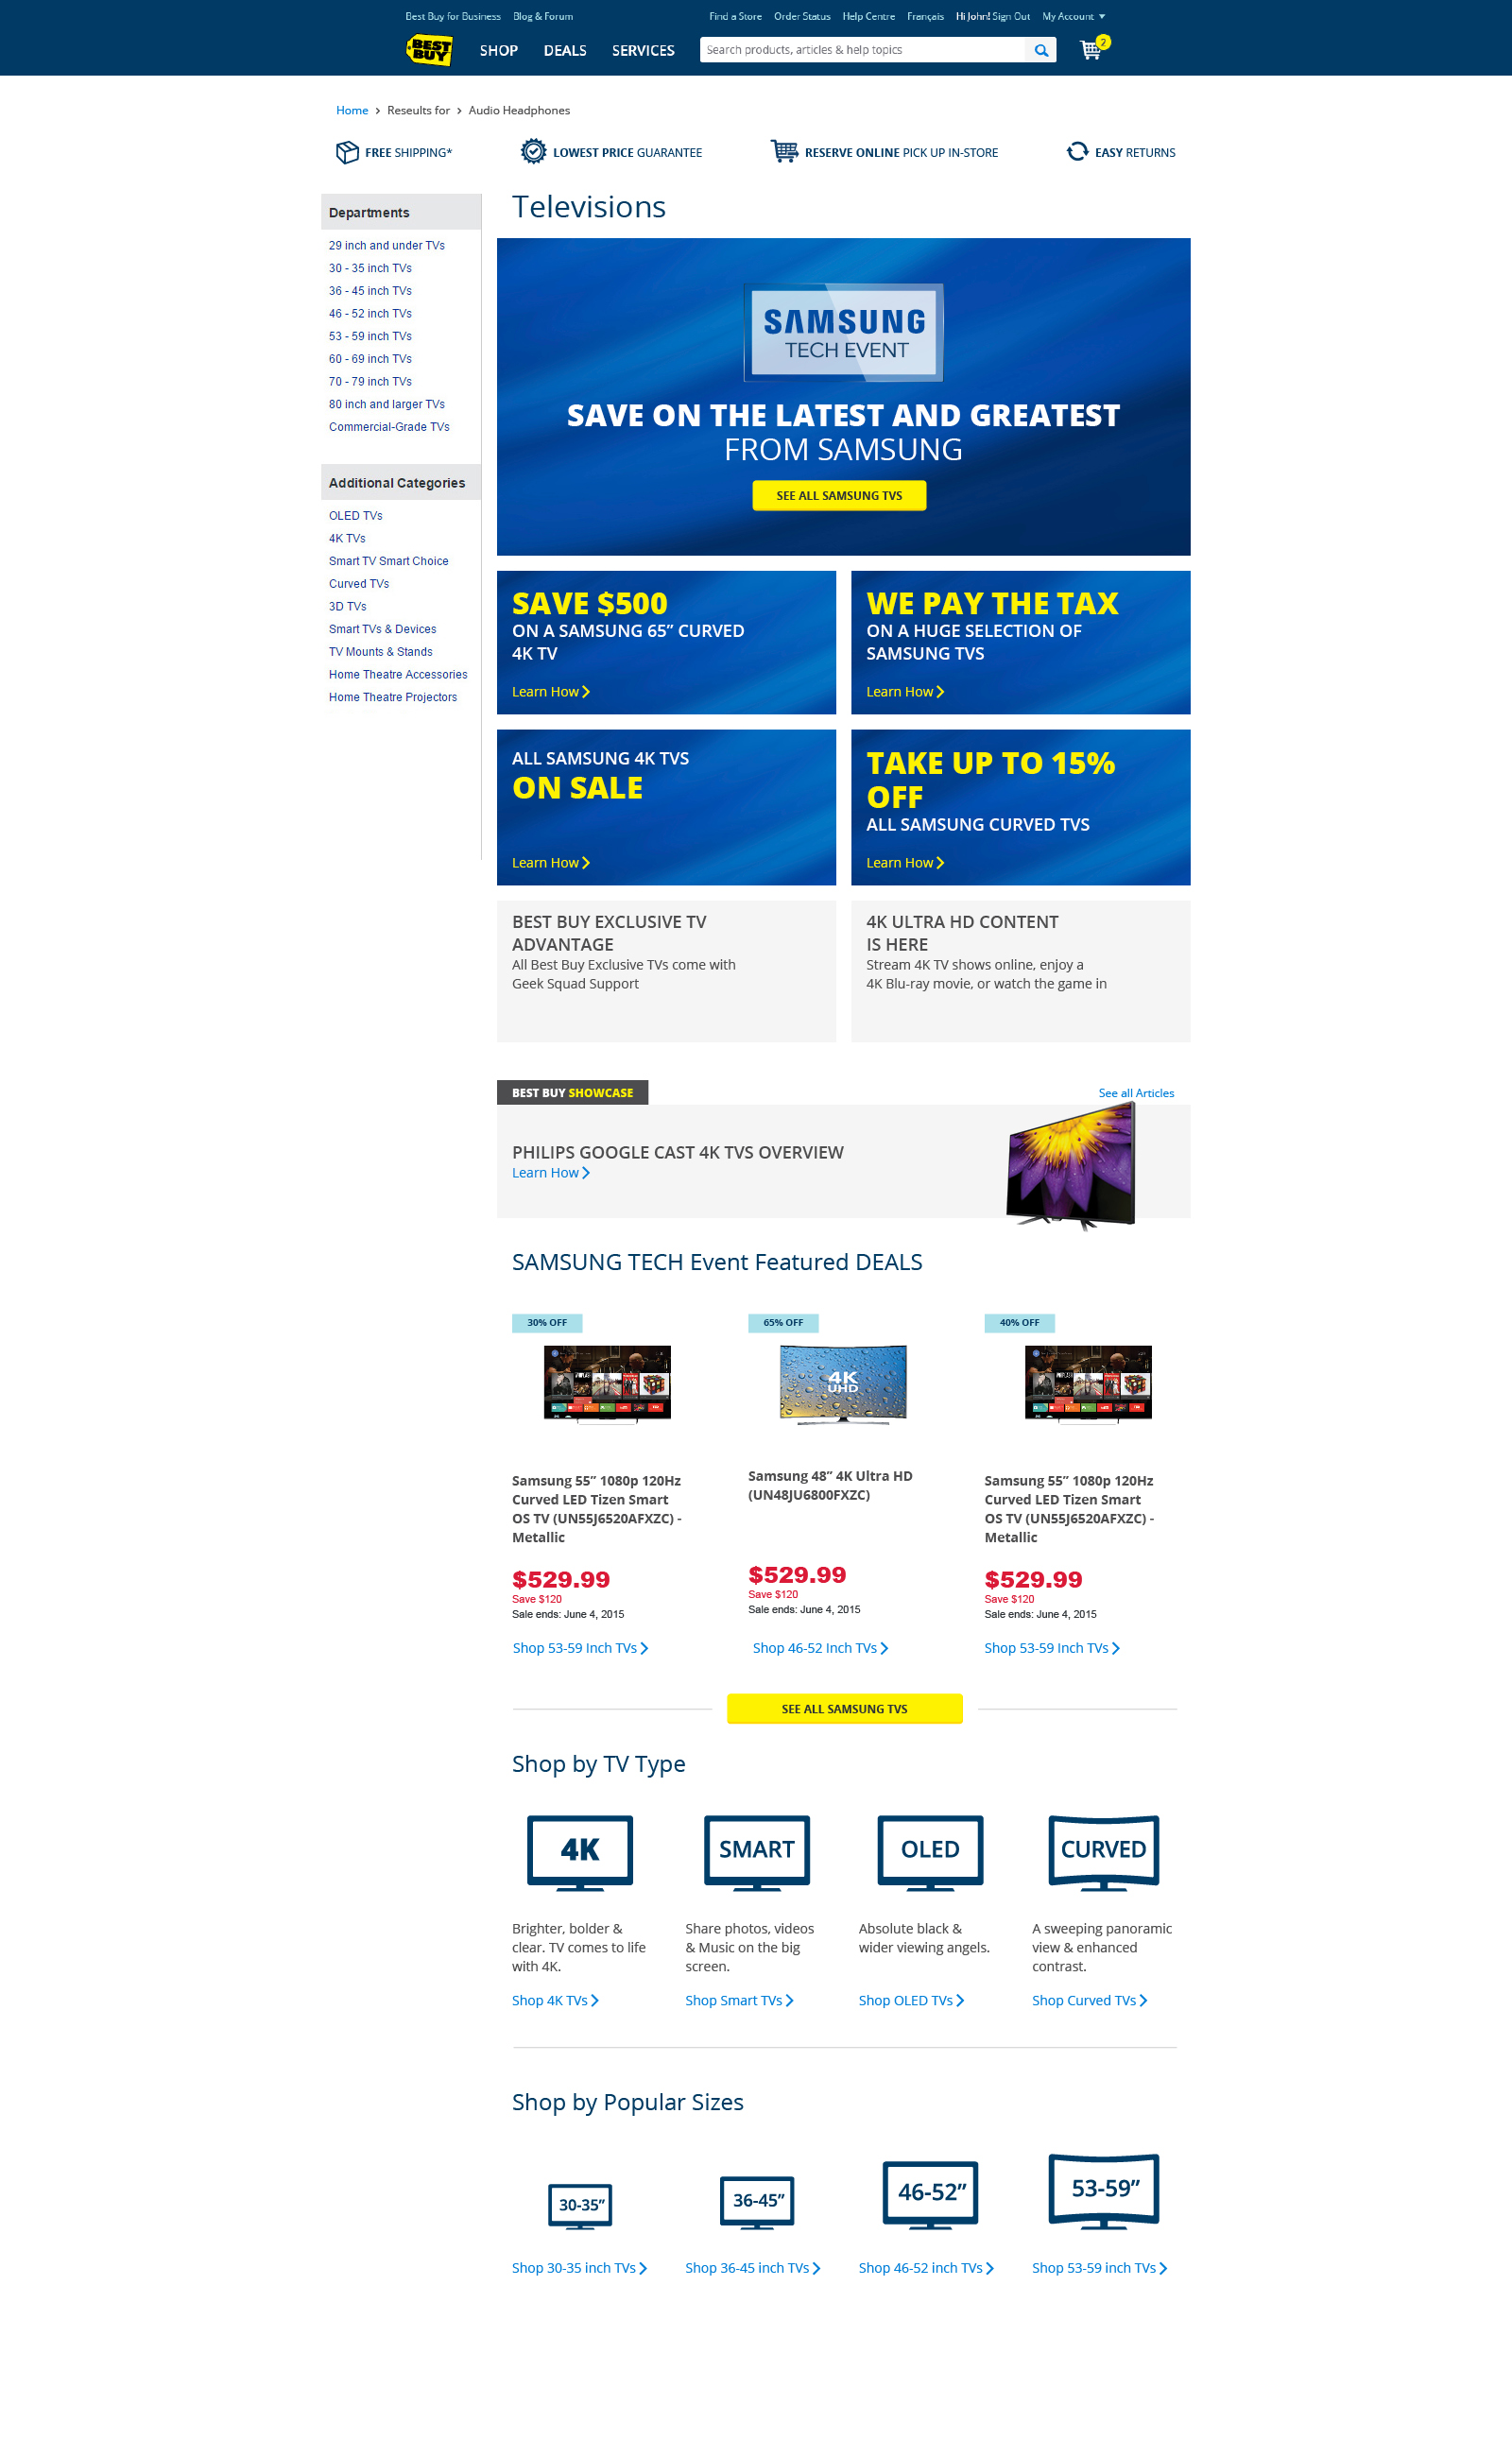 Best Buy for Business Blog & Forum Find a Store Order Status Help Centre Français Hi John! Sign Out My Account
BEST BUY SHOP DEALS SERVICES Search products, articles & help topics 2
Home > Reseults for > Audio Headphones
FREE SHIPPING* LOWEST PRICE GUARANTEE RESERVE ONLINE PICK UP IN-STORE EASY RETURNS
Departments
29 inch and under TVs
30 - 35 inch TVs
36 - 45 inch TVs
46 - 52 inch TVs
53 - 59 inch TVs
60 - 69 inch TVs
70 - 79 inch TVs
80 inch and larger TVs
Commercial-Grade TVs
Additional Categories
OLED TVs
4K TVs
Smart TV Smart Choice
Curved TVs
3D TVs
Smart TVs & Devices
TV Mounts & Stands
Home Theatre Accessories
Home Theatre Projectors
Televisions
SAMSUNG
TECH EVENT
SAVE ON THE LATEST AND GREATEST
FROM SAMSUNG
SEE ALL SAMSUNG TVS
SAVE $500
ON A SAMSUNG 65” CURVED
4K TV
Learn How
WE PAY THE TAX
ON A HUGE SELECTION OF
SAMSUNG TVS
Learn How
ALL SAMSUNG 4K TVS
ON SALE
Learn How
TAKE UP TO 15%
OFF
ALL SAMSUNG CURVED TVS
Learn How
BEST BUY EXCLUSIVE TV
ADVANTAGE
All Best Buy Exclusive TVs come with
Geek Squad Support
4K ULTRA HD CONTENT
IS HERE
Stream 4K TV shows online, enjoy a
4K Blu-ray movie, or watch the game in
BEST BUY SHOWCASE
See all Articles
PHILIPS GOOGLE CAST 4K TVS OVERVIEW
Learn How
SAMSUNG TECH Event Featured DEALS
30% OFF
Samsung 55” 1080p 120Hz
Curved LED Tizen Smart
OS TV (UN55J6520AFXZC) -
Metallic
$529.99
Save $120
Sale ends: June 4, 2015
Shop 53-59 Inch TVs
65% OFF
4K
UHD
Samsung 48” 4K Ultra HD
(UN48JU6800FXZC)
$529.99
Save $120
Sale ends: June 4, 2015
Shop 46-52 Inch TVs
40% OFF
Samsung 55” 1080p 120Hz
Curved LED Tizen Smart
OS TV (UN55J6520AFXZC) -
Metallic
$529.99
Save $120
Sale ends: June 4, 2015
Shop 53-59 Inch TVs
SEE ALL SAMSUNG TVS
Shop by TV Type
4K
Brighter, bolder &
clear. TV comes to life
with 4K.
Shop 4K TVs
SMART
Share photos, videos
& Music on the big
screen.
Shop Smart TVs
OLED
Absolute black &
wider viewing angels.
Shop OLED TVs
CURVED
A sweeping panoramic
view & enhanced
contrast.
Shop Curved TVs
Shop by Popular Sizes
30-35”
Shop 30-35 inch TVs
36-45”
Shop 36-45 inch TVs
46-52”
Shop 46-52 inch TVs
53-59”
Shop 53-59 inch TVs